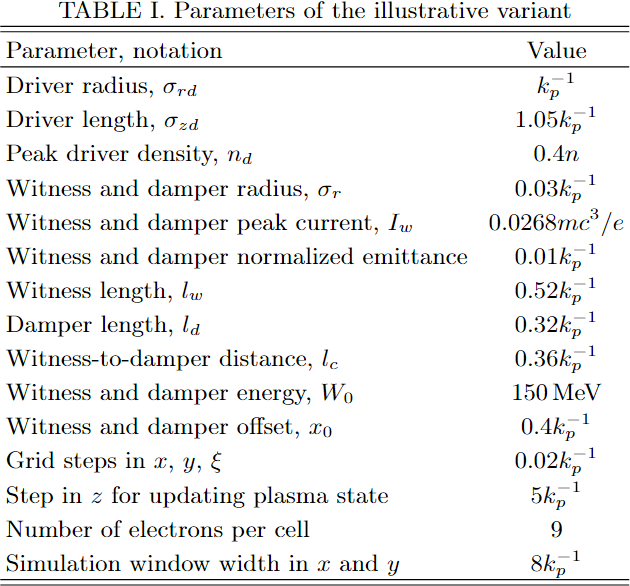 TABLE I. Parameters of the illustrative variant
Parameter, notation Value
Driver radius, σ_{rd} k_p^{−1}
Driver length, σ_{zd} 1.05k_p^{−1}
Peak driver density, n_d 0.4n
Witness and damper radius, σ_r 0.03k_p^{−1}
Witness and damper peak current, I_w 0.0268mc^3/e
Witness and damper normalized emittance 0.01k_p^{−1}
Witness length, l_w 0.52k_p^{−1}
Damper length, l_d 0.32k_p^{−1}
Witness-to-damper distance, l_c 0.36k_p^{−1}
Witness and damper energy, W_0 150 MeV
Witness and damper offset, x_0 0.4k_p^{−1}
Grid steps in x, y, ξ 0.02k_p^{−1}
Step in z for updating plasma state 5k_p^{−1}
Number of electrons per cell 9
Simulation window width in x and y 8k_p^{−1}